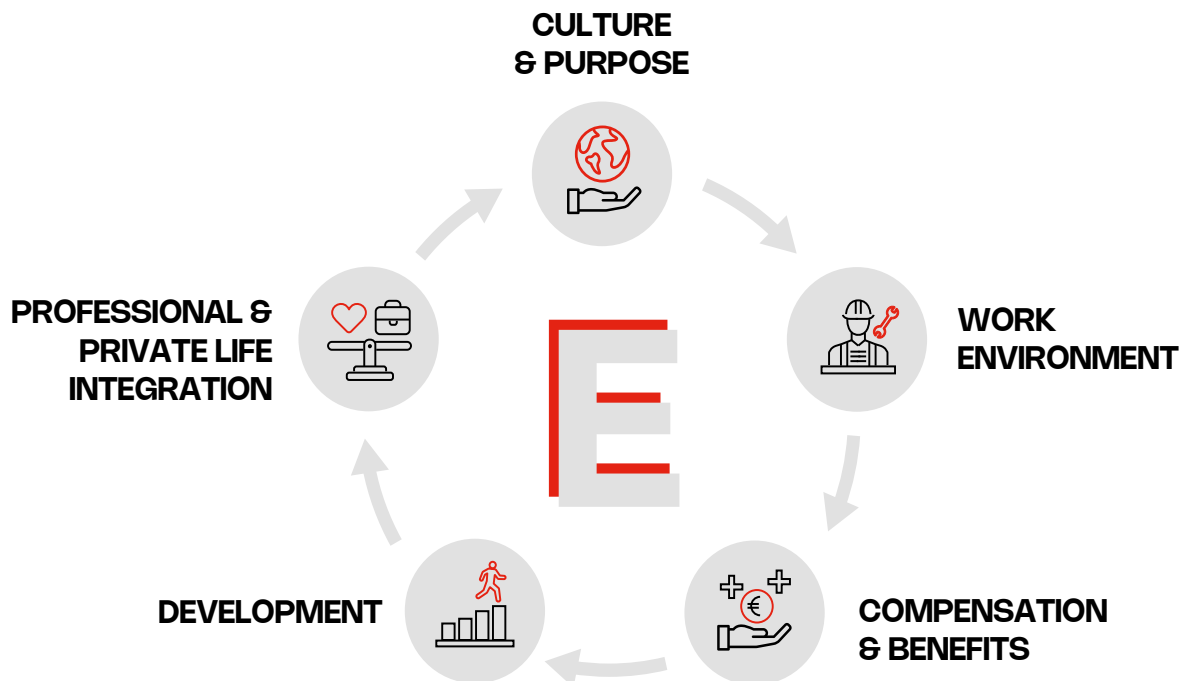 CULTURE
& PURPOSE
WORK
ENVIRONMENT
COMPENSATION
& BENEFITS
DEVELOPMENT
PROFESSIONAL &
PRIVATE LIFE
INTEGRATION
E
€